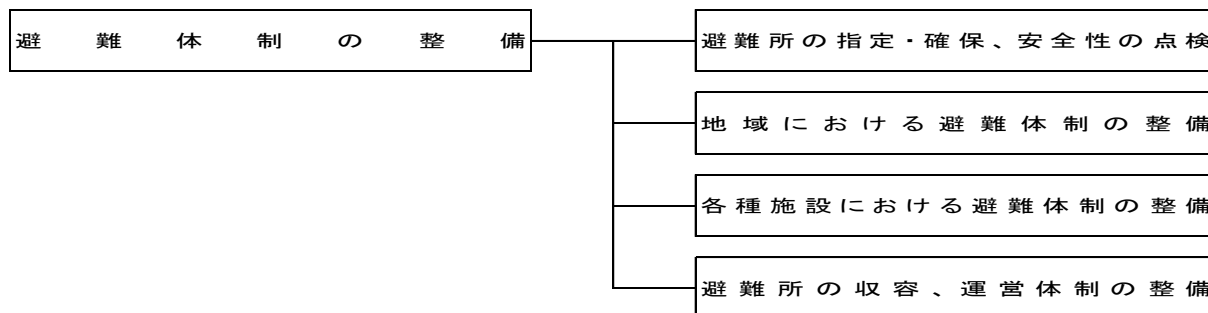 避難体制の整備
避難所の指定・確保、安全性の点検
地域における避難体制の整備
各種施設における避難体制の整備
避難所の収容、運営体制の整備